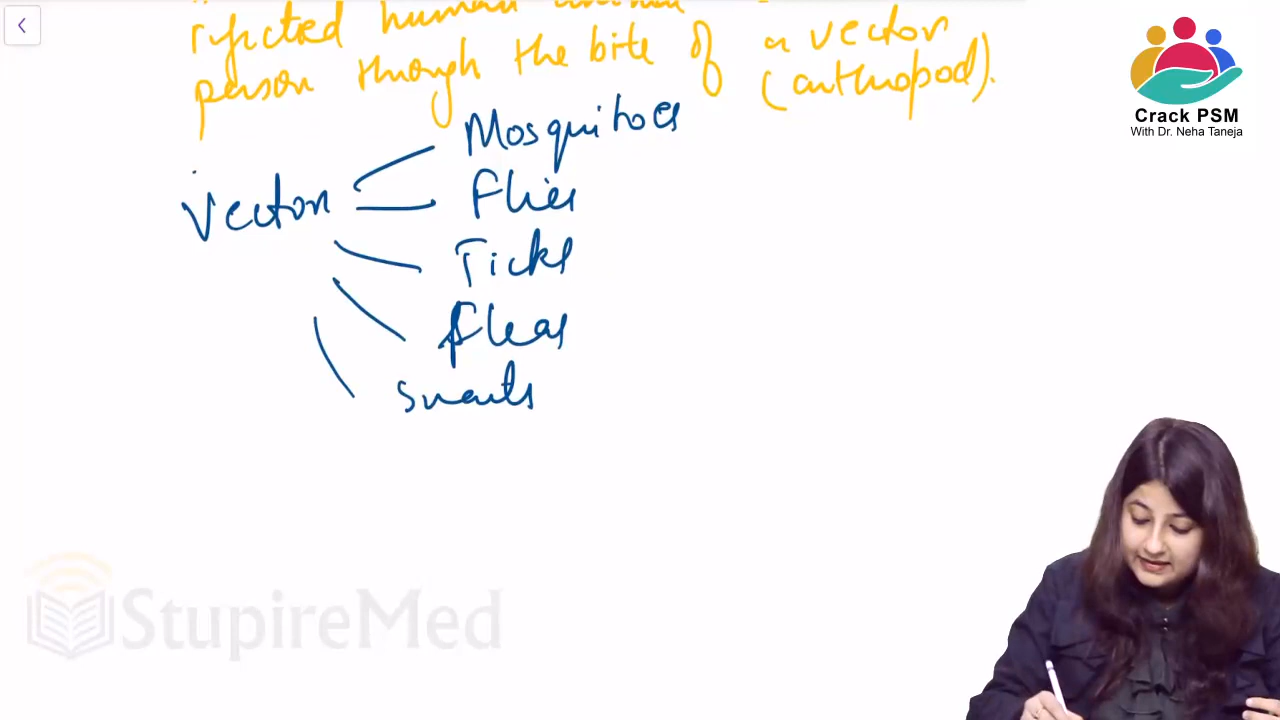 infected human
person through the bite of a vector
(arthropod).
Vector
Mosquitoes
Flies
Ticks
Fleas
Crack PSM
With Dr. Neha Taneja
StupireMed